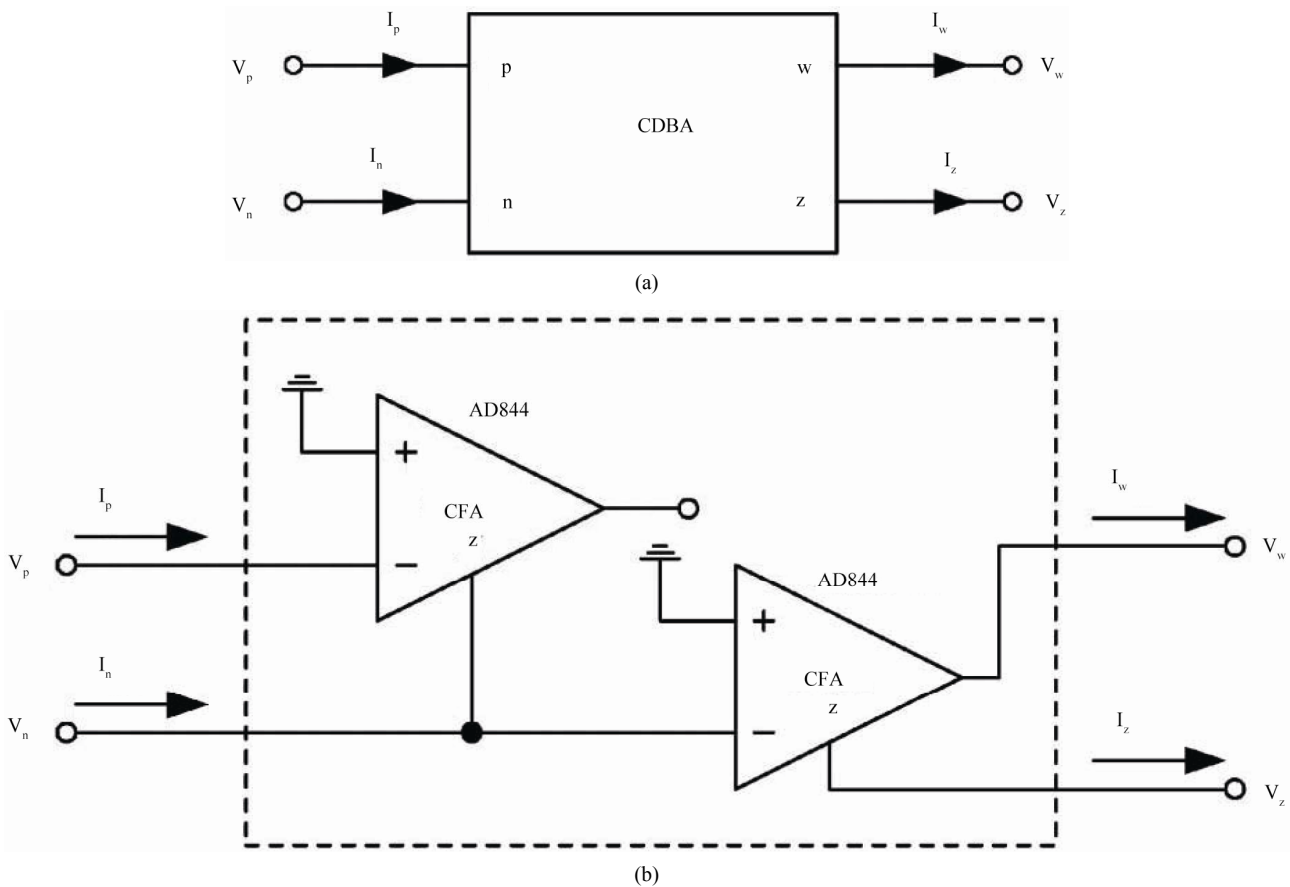 I_p I_w
V_p p w V_w
CDBA
I_n I_z
V_n n z V_z
(a)
AD844
+
CFA
z
−
I_p
V_p
AD844
+
CFA
z
−
I_w
V_w
I_n
V_n
I_z
V_z
(b)